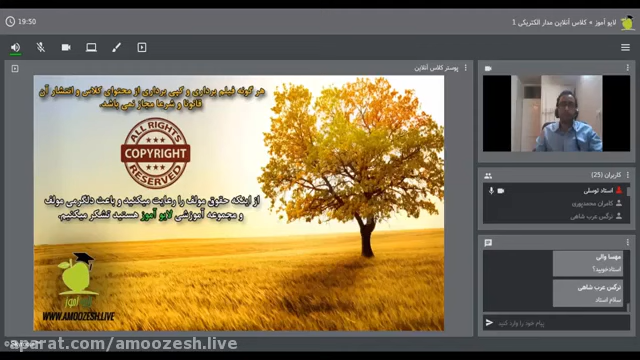 19:50
لایو آموز » کلاس آنلاین مدار الکتریکی 1
پوستر کلاس آنلاین
هر گونه فیلم برداری و کپی برداری از محتوای کلاس و انتشار آن
قانونا و شرعا مجاز نمی باشد.
ALL RIGHTS
COPYRIGHT
RESERVED
از اینکه حقوق مولف را رعایت میکنید و باعث دلگرمی مولف
و مجموعه آموزشی لایو آموز هستید تشکر میکنیم.
WWW.AMOOZESH.LIVE
کاربران (25)
استاد توسلی
کامران محمدپوری
نرگس عرب شاهی
مهسا والی
استادخوبید؟
نرگس عرب شاهی
سلام استاد
پیام خود را وارد کنید
aparat.com/amoozesh.live